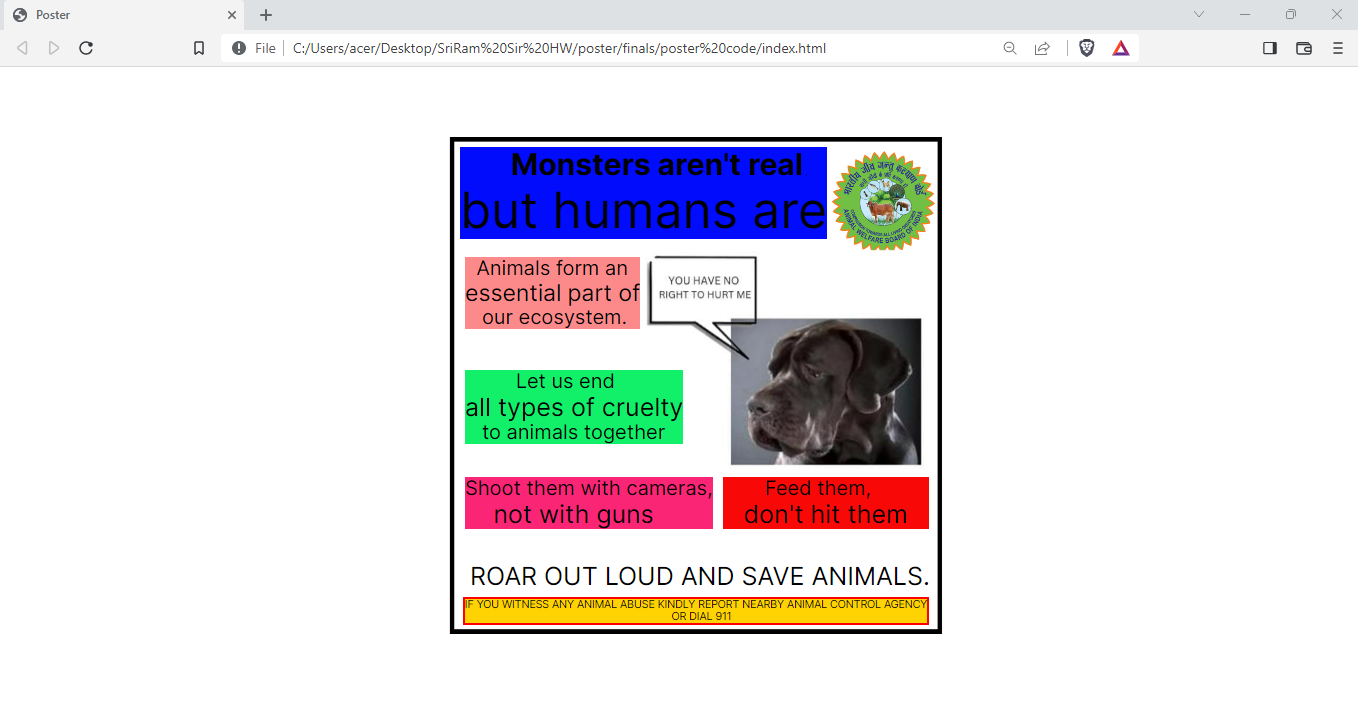 Poster
File
C:/Users/acer/Desktop/SriRam%20Sir%20HW/poster/finals/poster%20code/index.html
Monsters aren't real
but humans are
भारतीय जीव जन्तु कल्याण बोर्ड
ANIMAL WELFARE BOARD OF INDIA
Animals form an
essential part of
our ecosystem.
YOU HAVE NO
RIGHT TO HURT ME
Let us end
all types of cruelty
to animals together
Shoot them with cameras,
not with guns
Feed them,
don't hit them
ROAR OUT LOUD AND SAVE ANIMALS.
IF YOU WITNESS ANY ANIMAL ABUSE KINDLY REPORT NEARBY ANIMAL CONTROL AGENCY
OR DIAL 911